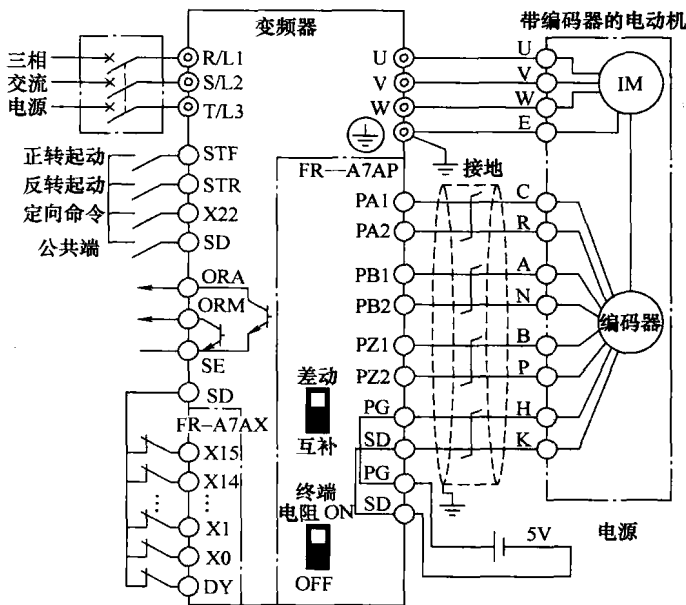 变频器
带编码器的电动机
三相
交流
电源
R/L1
S/L2
T/L3
U
V
W
U
V
W
E
IM
正转起动
反转起动
定向命令
公共端
STF
STR
X22
SD
FR—A7AP
接地
PA1
PA2
PB1
PB2
PZ1
PZ2
PG
SD
PG
SD
C
R
A
N
B
P
H
K
编码器
ORA
ORM
SE
SD
FR-A7AX
X15
X14
X1
X0
DY
差动
互补
终端
电阻 ON
OFF
5V
电源